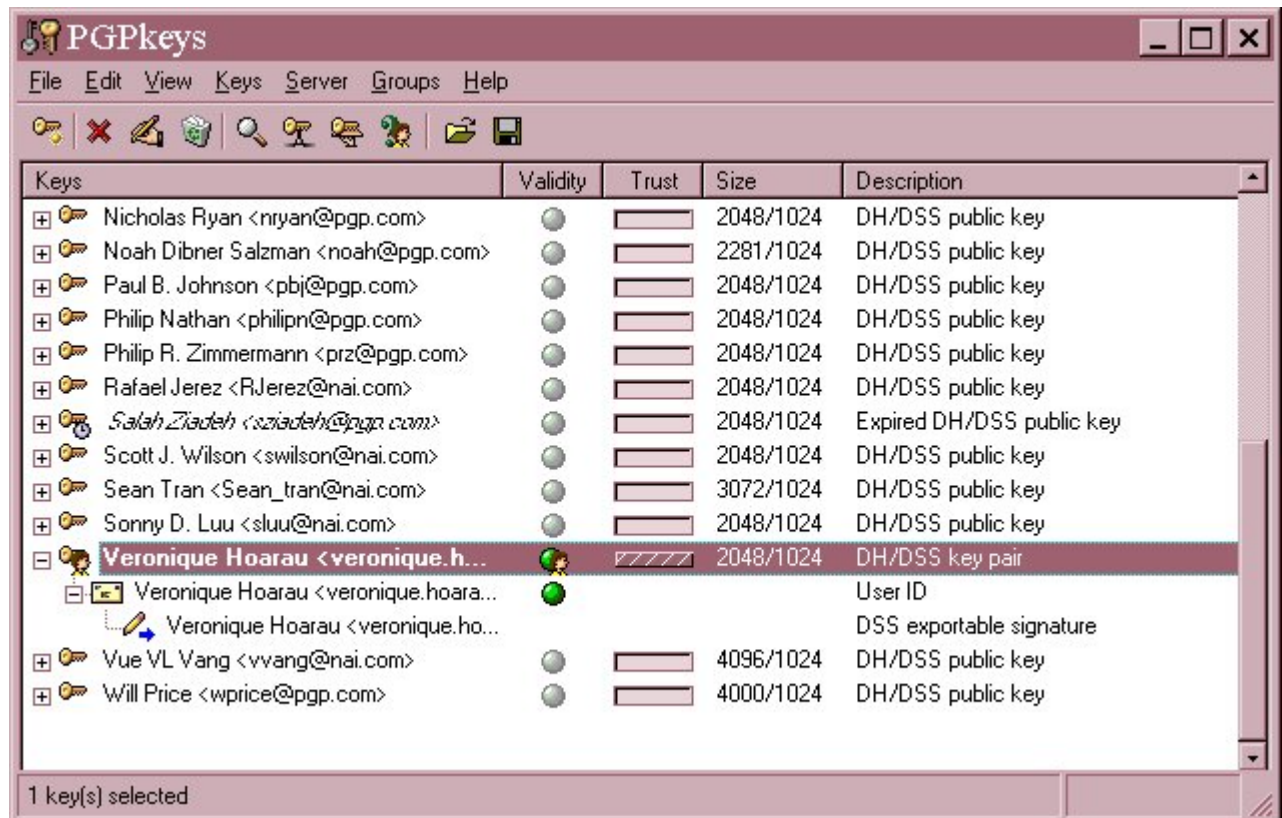 PGPkeys
File Edit View Keys Server Groups Help
Keys Validity Trust Size Description
Nicholas Ryan <nryan@pgp.com> 2048/1024 DH/DSS public key
Noah Dibner Salzman <noah@pgp.com> 2281/1024 DH/DSS public key
Paul B. Johnson <pbj@pgp.com> 2048/1024 DH/DSS public key
Philip Nathan <philipn@pgp.com> 2048/1024 DH/DSS public key
Philip R. Zimmermann <prz@pgp.com> 2048/1024 DH/DSS public key
Rafael Jerez <RJerez@nai.com> 2048/1024 DH/DSS public key
Salah Ziadeh <sziadeh@pgp.com> 2048/1024 Expired DH/DSS public key
Scott J. Wilson <swilson@nai.com> 2048/1024 DH/DSS public key
Sean Tran <Sean_tran@nai.com> 3072/1024 DH/DSS public key
Sonny D. Luu <sluu@nai.com> 2048/1024 DH/DSS public key
Veronique Hoarau <veronique.h... 2048/1024 DH/DSS key pair
Veronique Hoarau <veronique.hoara... User ID
Veronique Hoarau <veronique.ho... DSS exportable signature
Vue VL Vang <vvang@nai.com> 4096/1024 DH/DSS public key
Will Price <wprice@pgp.com> 4000/1024 DH/DSS public key
1 key(s) selected